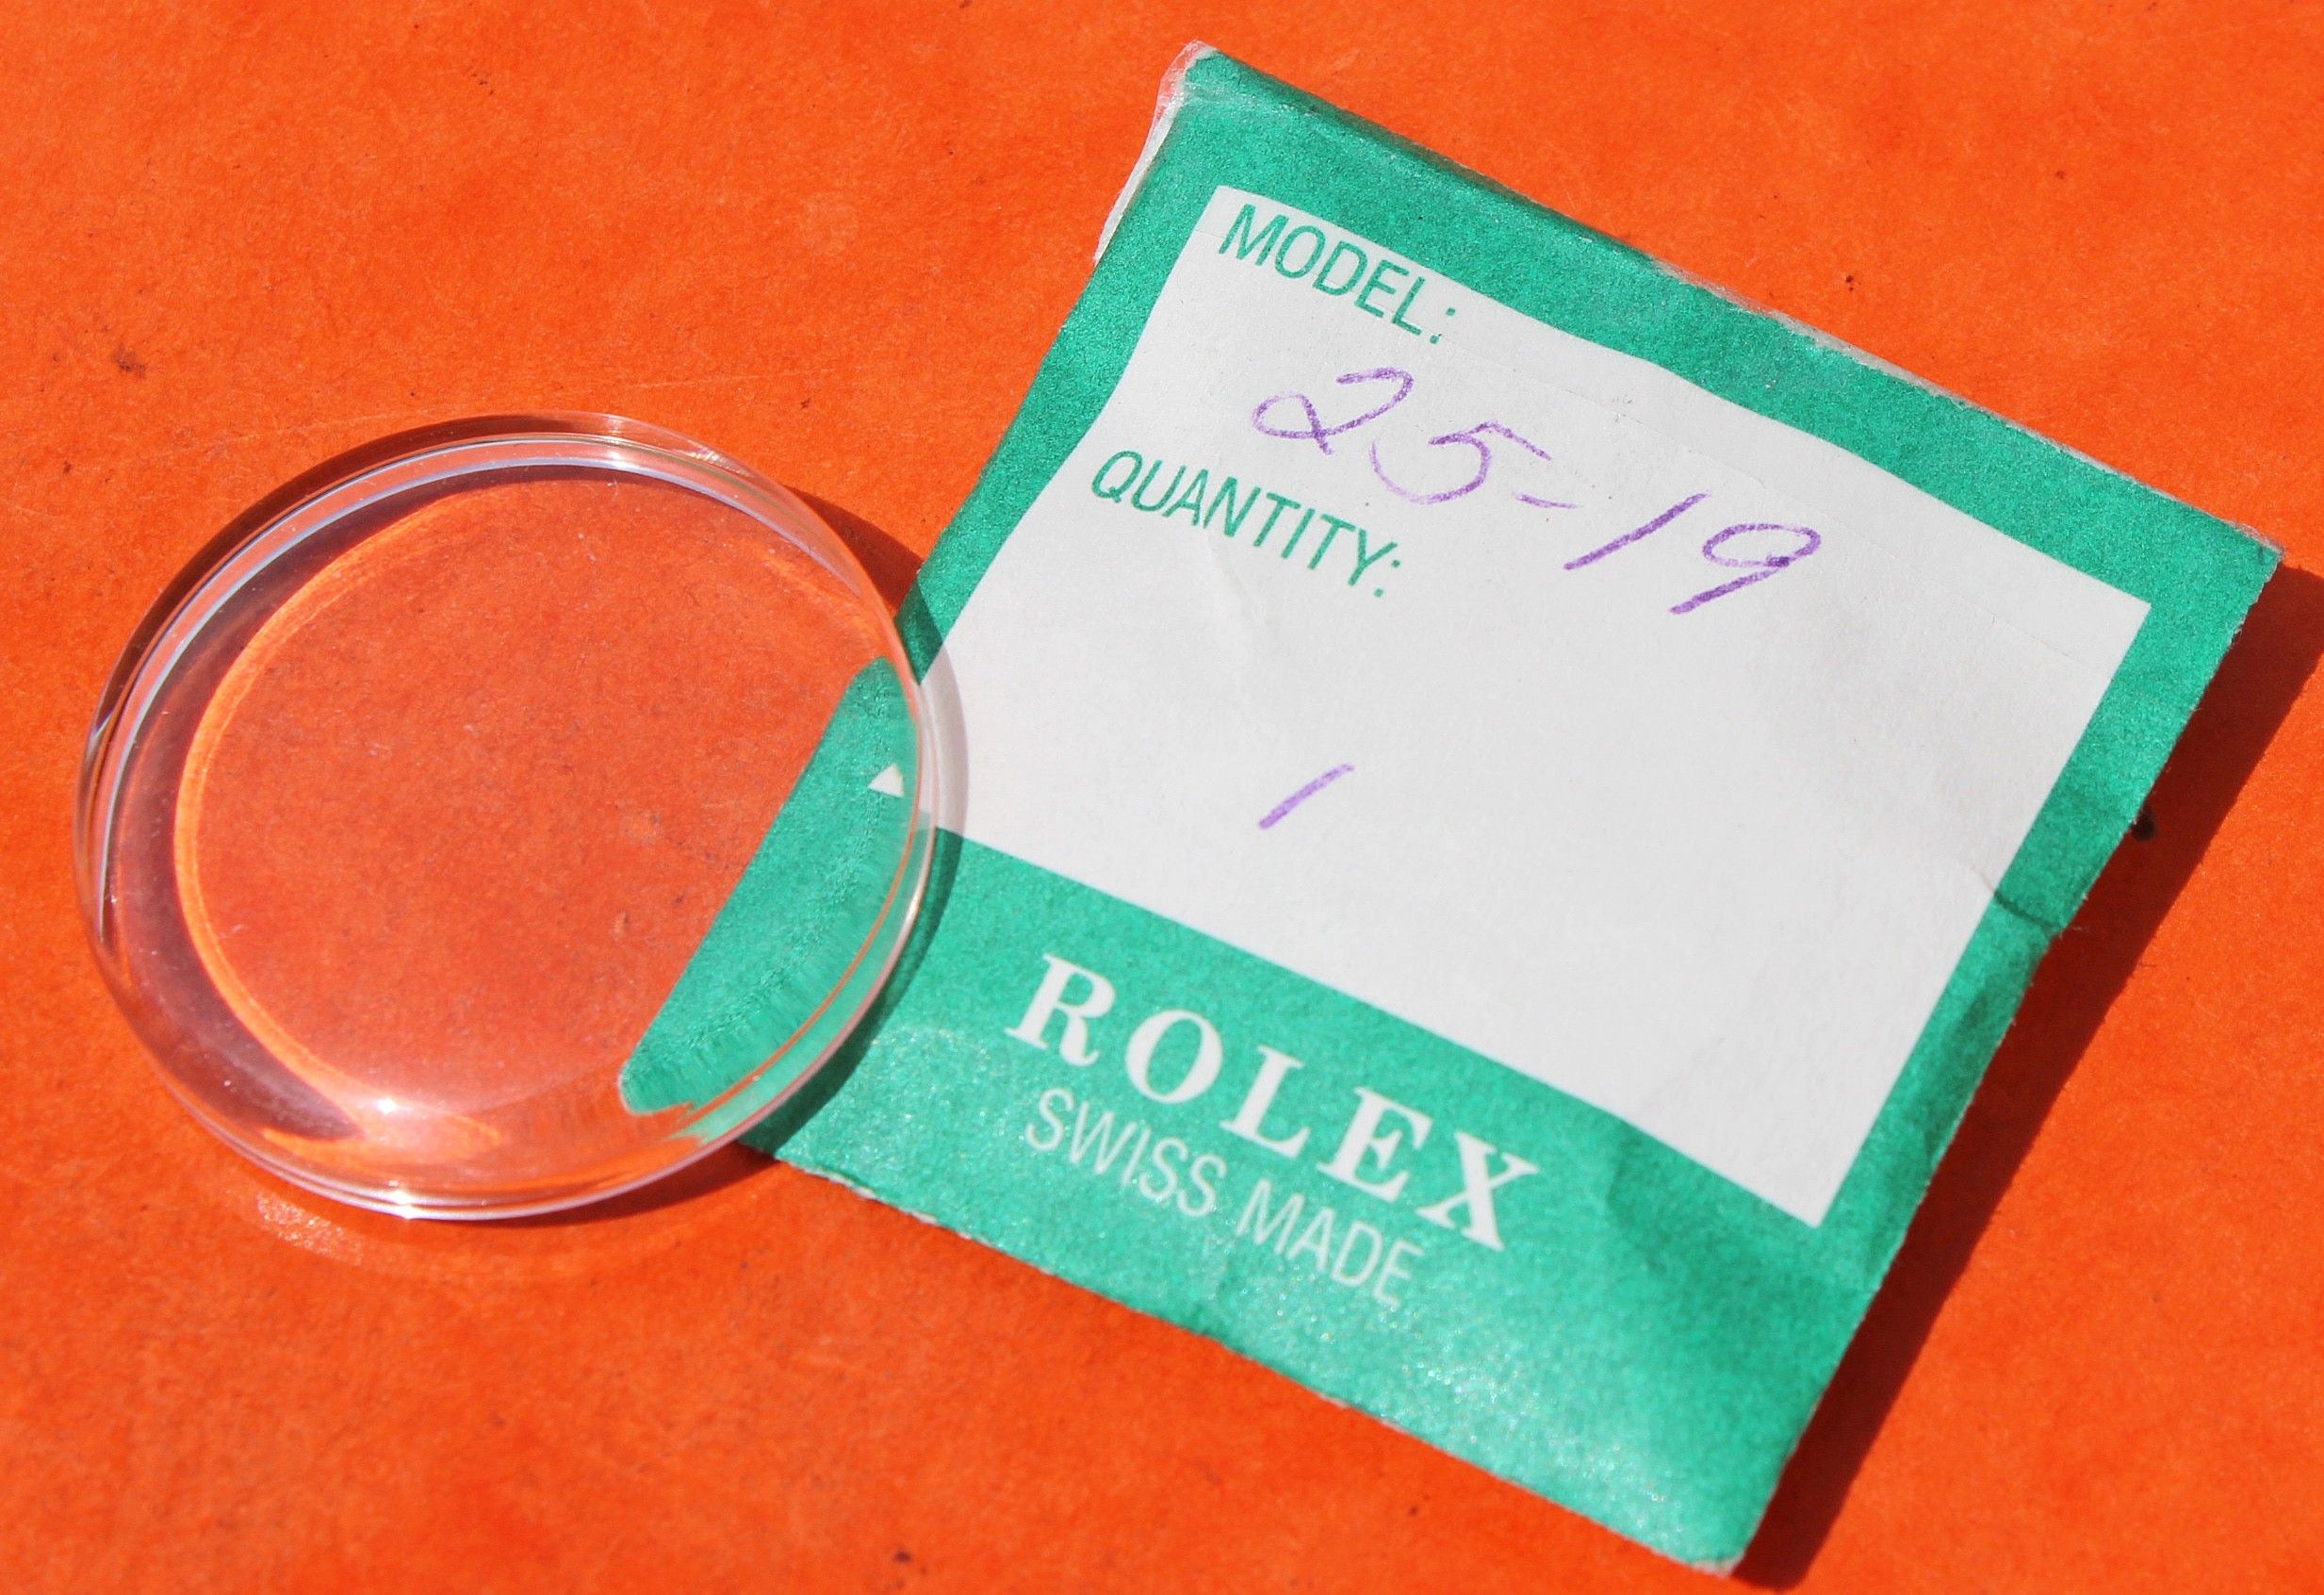 MODEL:
25-19
QUANTITY:
1
ROLEX
SWISS MADE